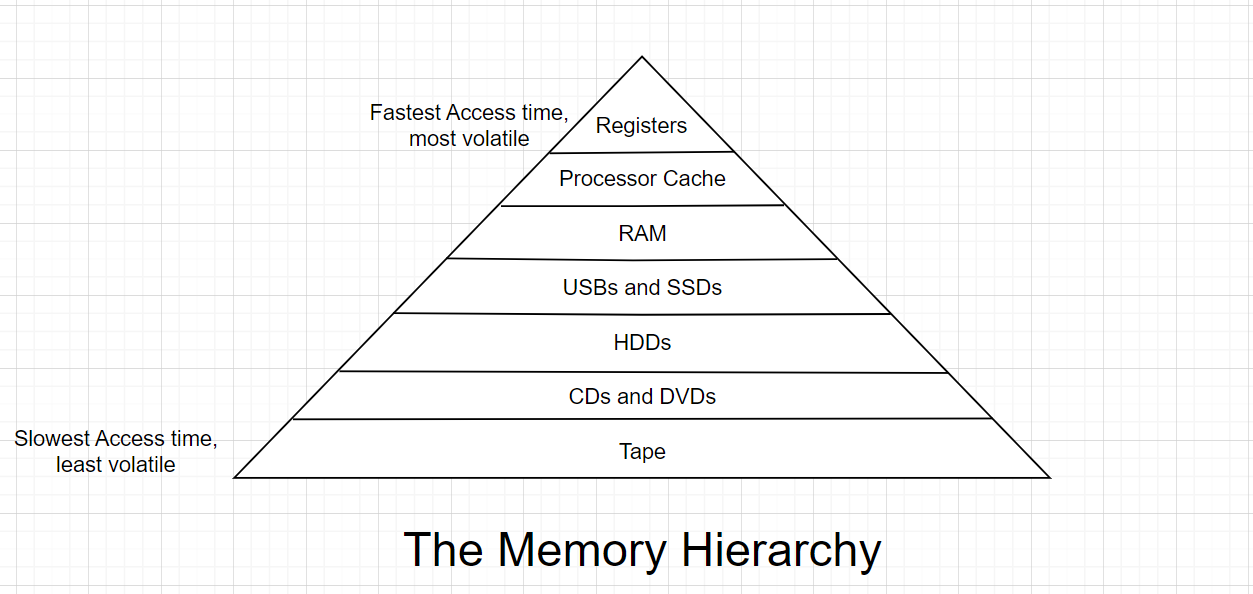 Fastest Access time,
most volatile
Registers
Processor Cache
RAM
USBs and SSDs
HDDs
CDs and DVDs
Slowest Access time,
least volatile
Tape
The Memory Hierarchy